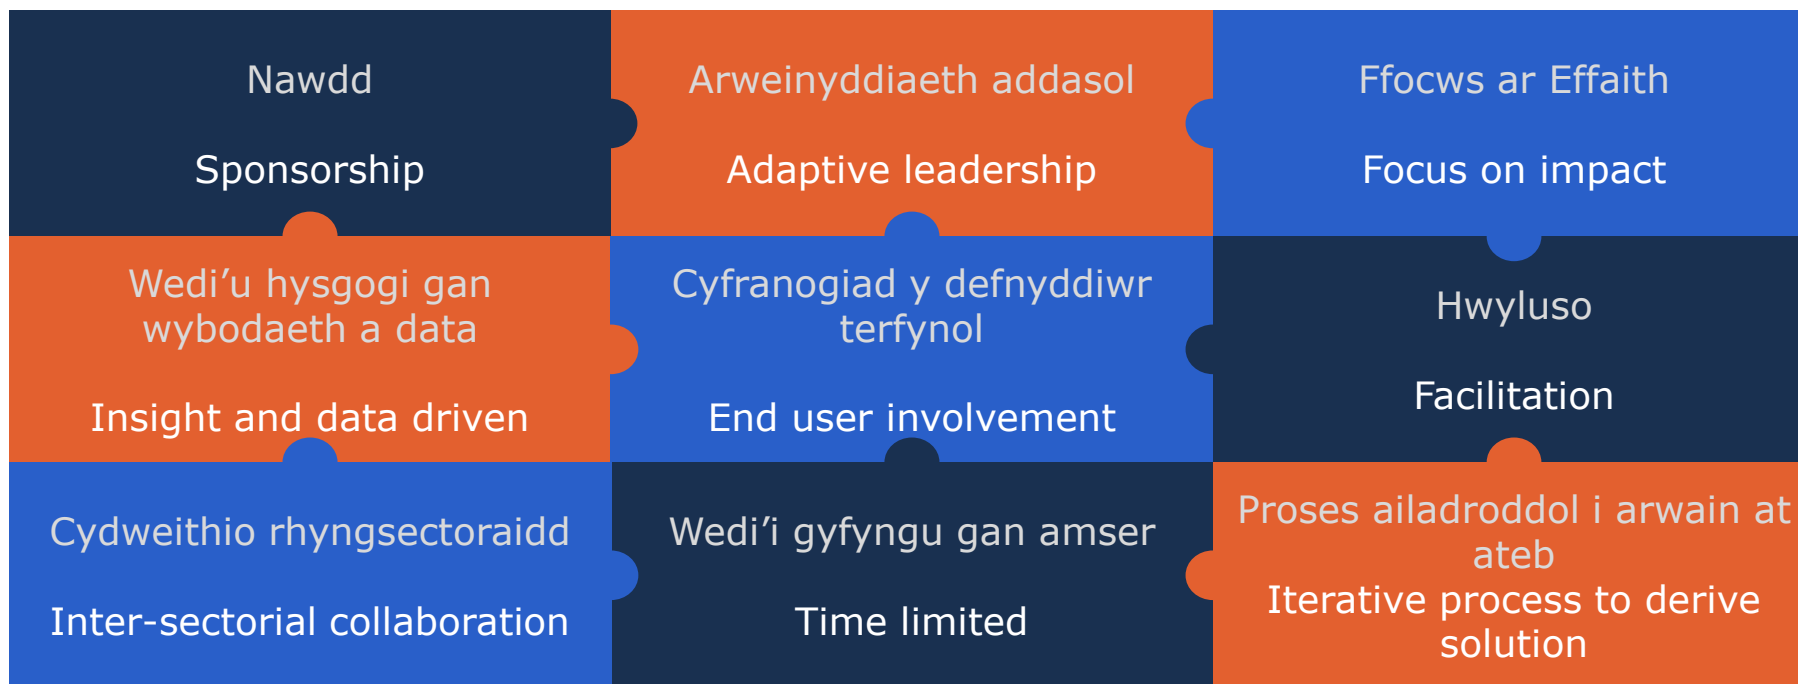 Nawdd
Sponsorship
Arweinyddiaeth addasol
Adaptive leadership
Ffocws ar Effaith
Focus on impact
Wedi’u hysgogi gan
wybodaeth a data
Insight and data driven
Cyfranogiad y defnyddiwr
terfynol
End user involvement
Hwyluso
Facilitation
Cydweithio rhyngsectoraidd
Inter-sectorial collaboration
Wedi’i gyfyngu gan amser
Time limited
Proses ailadroddol i arwain at
ateb
Iterative process to derive
solution